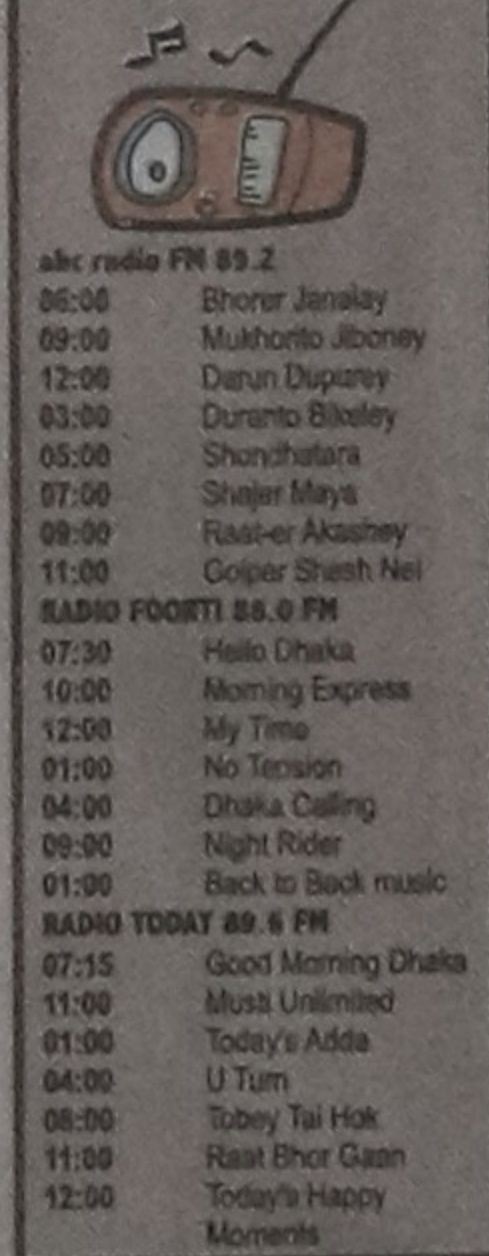 abc radio FM 89.2
06:00 Bhorer Janalay
09:00 Mukhorito Jiboney
12:00 Darun Dupurey
03:00 Duranto Bikeley
05:00 Shondhatara
07:00 Shajer Maya
09:00 Raat-er Akashey
11:00 Golper Shesh Nei
RADIO FOORTI 88.0 FM
07:30 Hello Dhaka
10:00 Morning Express
12:00 My Time
01:00 No Tension
04:00 Dhaka Calling
09:00 Night Rider
01:00 Back to Back music
RADIO TODAY 89.6 FM
07:15 Good Morning Dhaka
11:00 Musti Unlimited
01:00 Today's Adda
04:00 U Turn
08:00 Tobey Tai Hok
11:00 Raat Bhor Gaan
12:00 Today's Happy
Moments